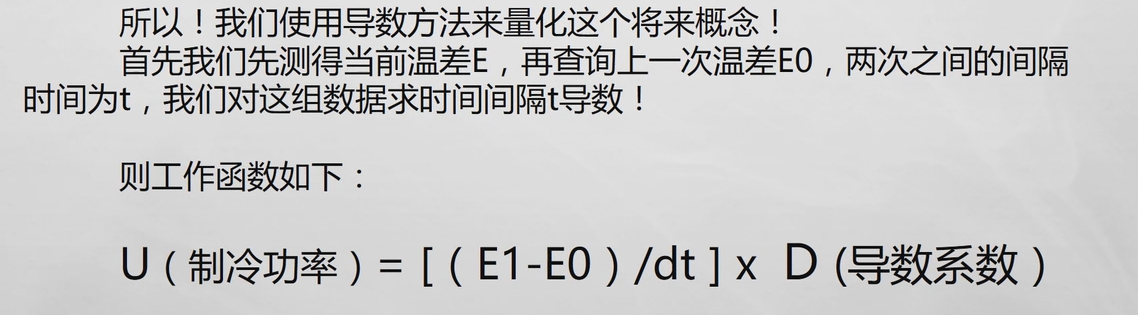 所以！我们使用导数方法来量化这个将来概念！
首先我们先测得当前温差E，再查询上一次温差E0，两次之间的间隔
时间为t，我们对这组数据求时间间隔t导数！
则工作函数如下：
U（制冷功率）= [（E1-E0）/dt ] x D (导数系数）